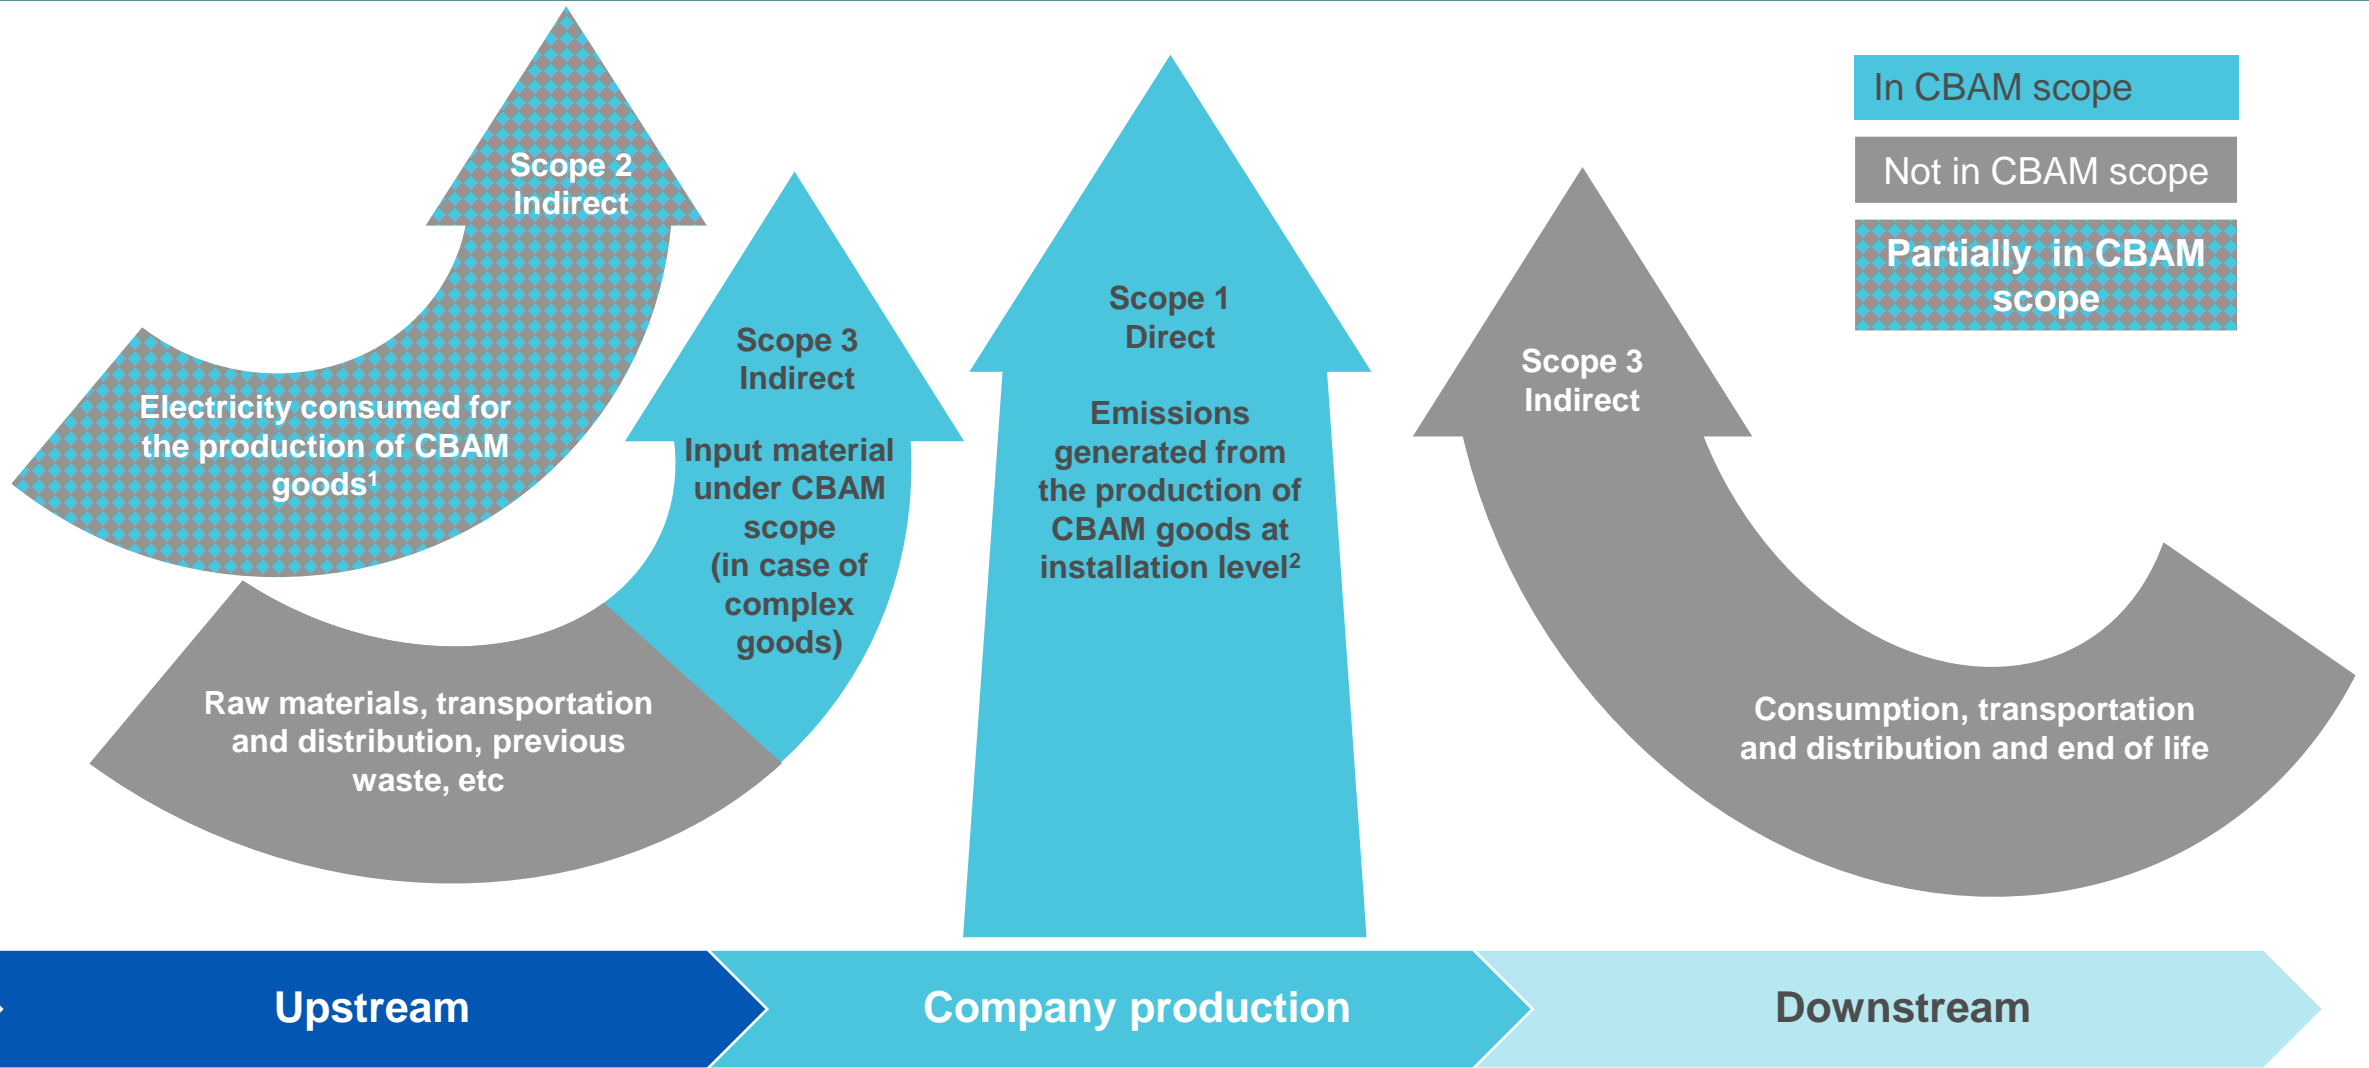 Scope 2
Indirect
Electricity consumed for
the production of CBAM
goods¹
Scope 3
Indirect
Input material
under CBAM
scope
(in case of
complex
goods)
Raw materials, transportation
and distribution, previous
waste, etc
Scope 1
Direct
Emissions
generated from
the production of
CBAM goods at
installation level²
Scope 3
Indirect
Consumption, transportation
and distribution and end of life
In CBAM scope
Not in CBAM scope
Partially in CBAM
scope
Upstream
Company production
Downstream